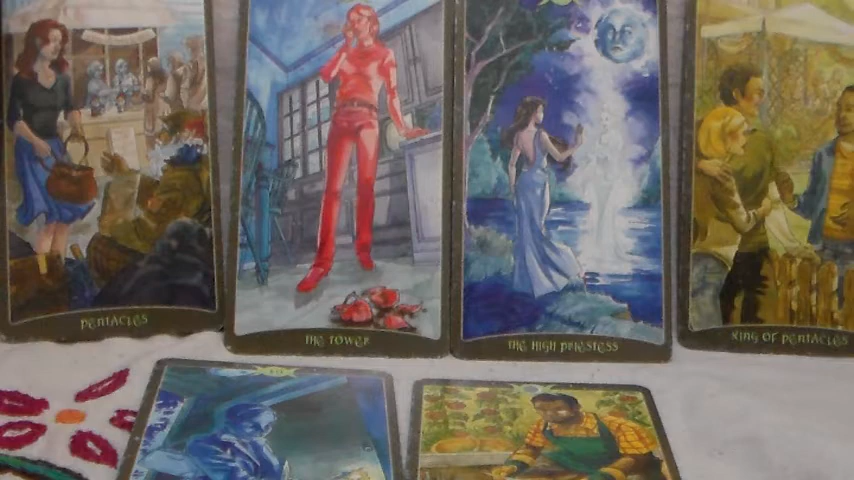 PENTACLES
THE TOWER
THE HIGH PRIESTESS
KING OF PENTACLES